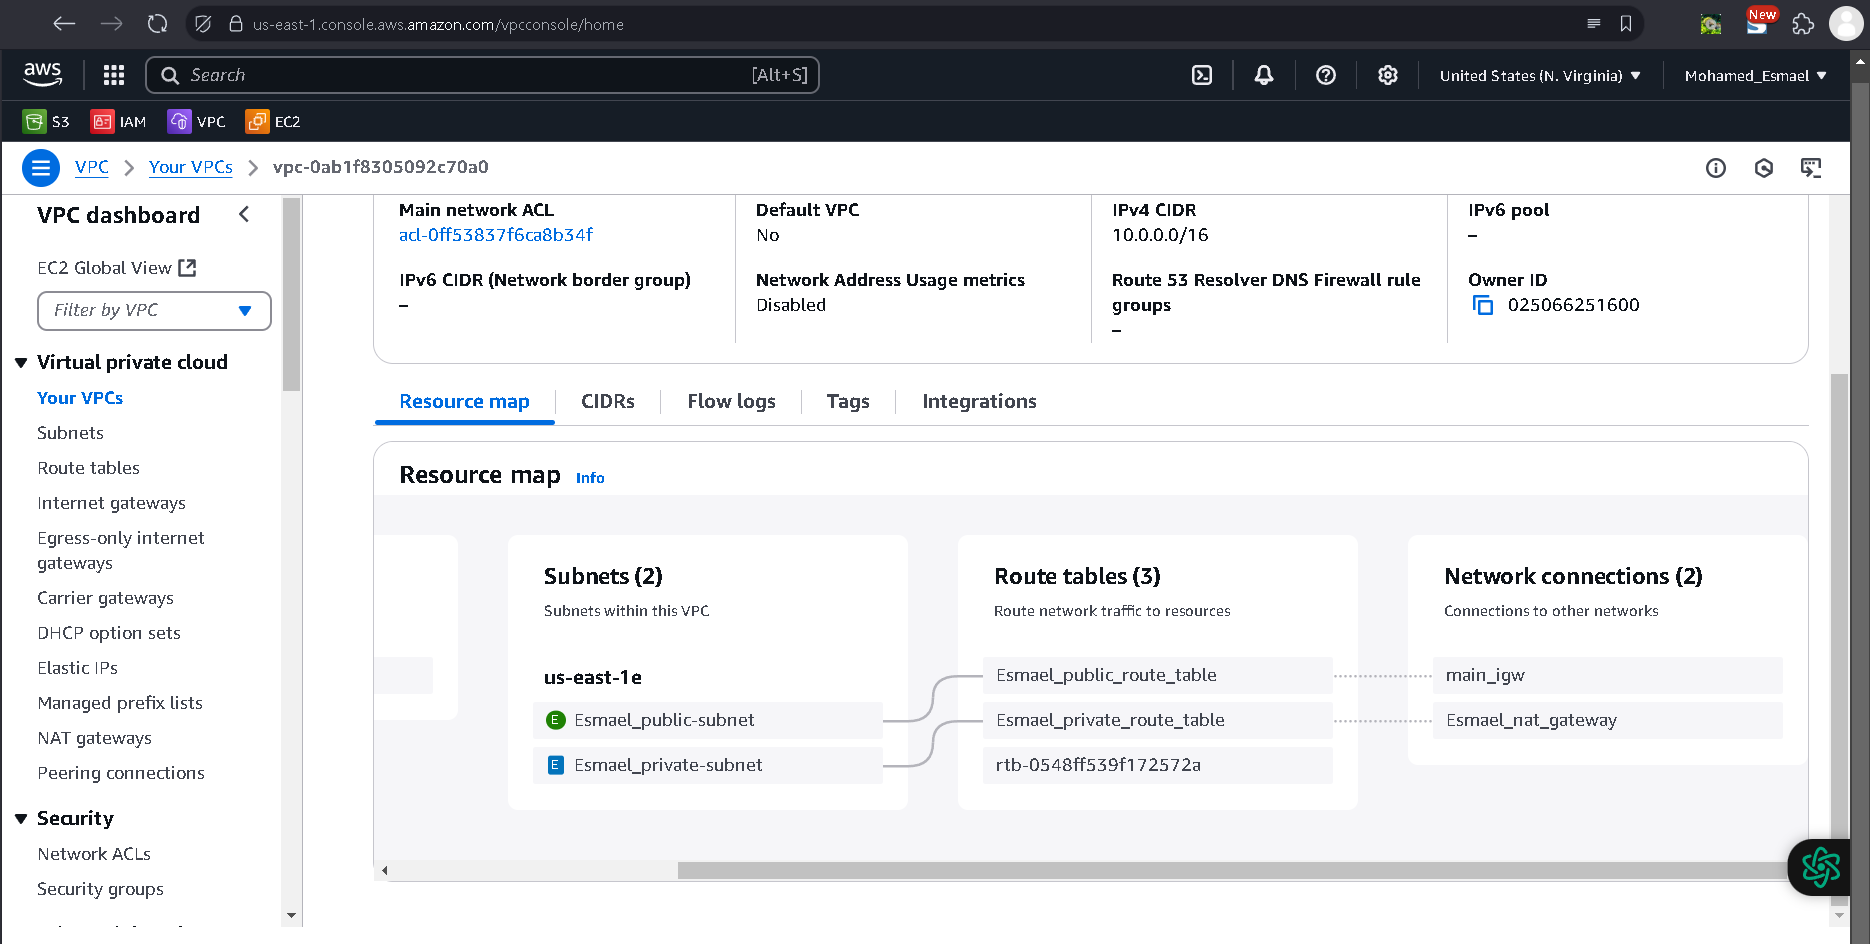 us-east-1.console.aws.amazon.com/vpcconsole/home
New
aws
Search
[Alt+S]
United States (N. Virginia)
Mohamed_Esmael
S3
IAM
VPC
EC2
VPC
Your VPCs
vpc-0ab1f8305092c70a0
VPC dashboard
EC2 Global View
Filter by VPC
Virtual private cloud
Your VPCs
Subnets
Route tables
Internet gateways
Egress-only internet
gateways
Carrier gateways
DHCP option sets
Elastic IPs
Managed prefix lists
NAT gateways
Peering connections
Security
Network ACLs
Security groups
Main network ACL
acl-0ff53837f6ca8b34f
Default VPC
No
IPv4 CIDR
10.0.0.0/16
IPv6 pool
–
IPv6 CIDR (Network border group)
–
Network Address Usage metrics
Disabled
Route 53 Resolver DNS Firewall rule
groups
–
Owner ID
025066251600
Resource map
CIDRs
Flow logs
Tags
Integrations
Resource map Info
Subnets (2)
Subnets within this VPC
us-east-1e
E Esmael_public-subnet
E Esmael_private-subnet
Route tables (3)
Route network traffic to resources
Esmael_public_route_table
Esmael_private_route_table
rtb-0548ff539f172572a
Network connections (2)
Connections to other networks
main_igw
Esmael_nat_gateway